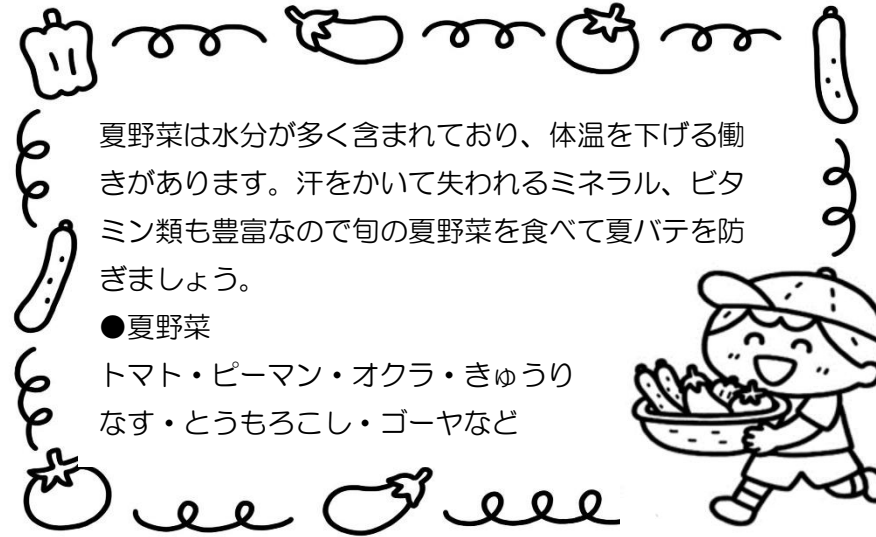 夏野菜は水分が多く含まれており、体温を下げる働
きがあります。汗をかいて失われるミネラル、ビタ
ミン類も豊富なので旬の夏野菜を食べて夏バテを防
ぎましょう。
●夏野菜
トマト・ピーマン・オクラ・きゅうり
なす・とうもろこし・ゴーヤなど